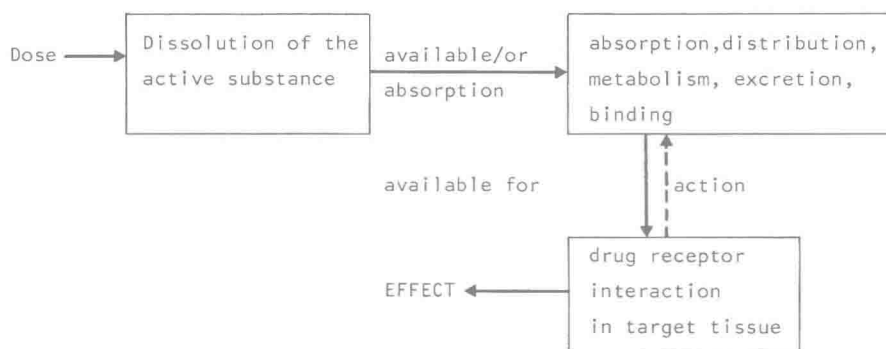 Dose
Dissolution of the
active substance
available/or
absorption
absorption,distribution,
metabolism, excretion,
binding
available for
action
drug receptor
interaction
in target tissue
EFFECT